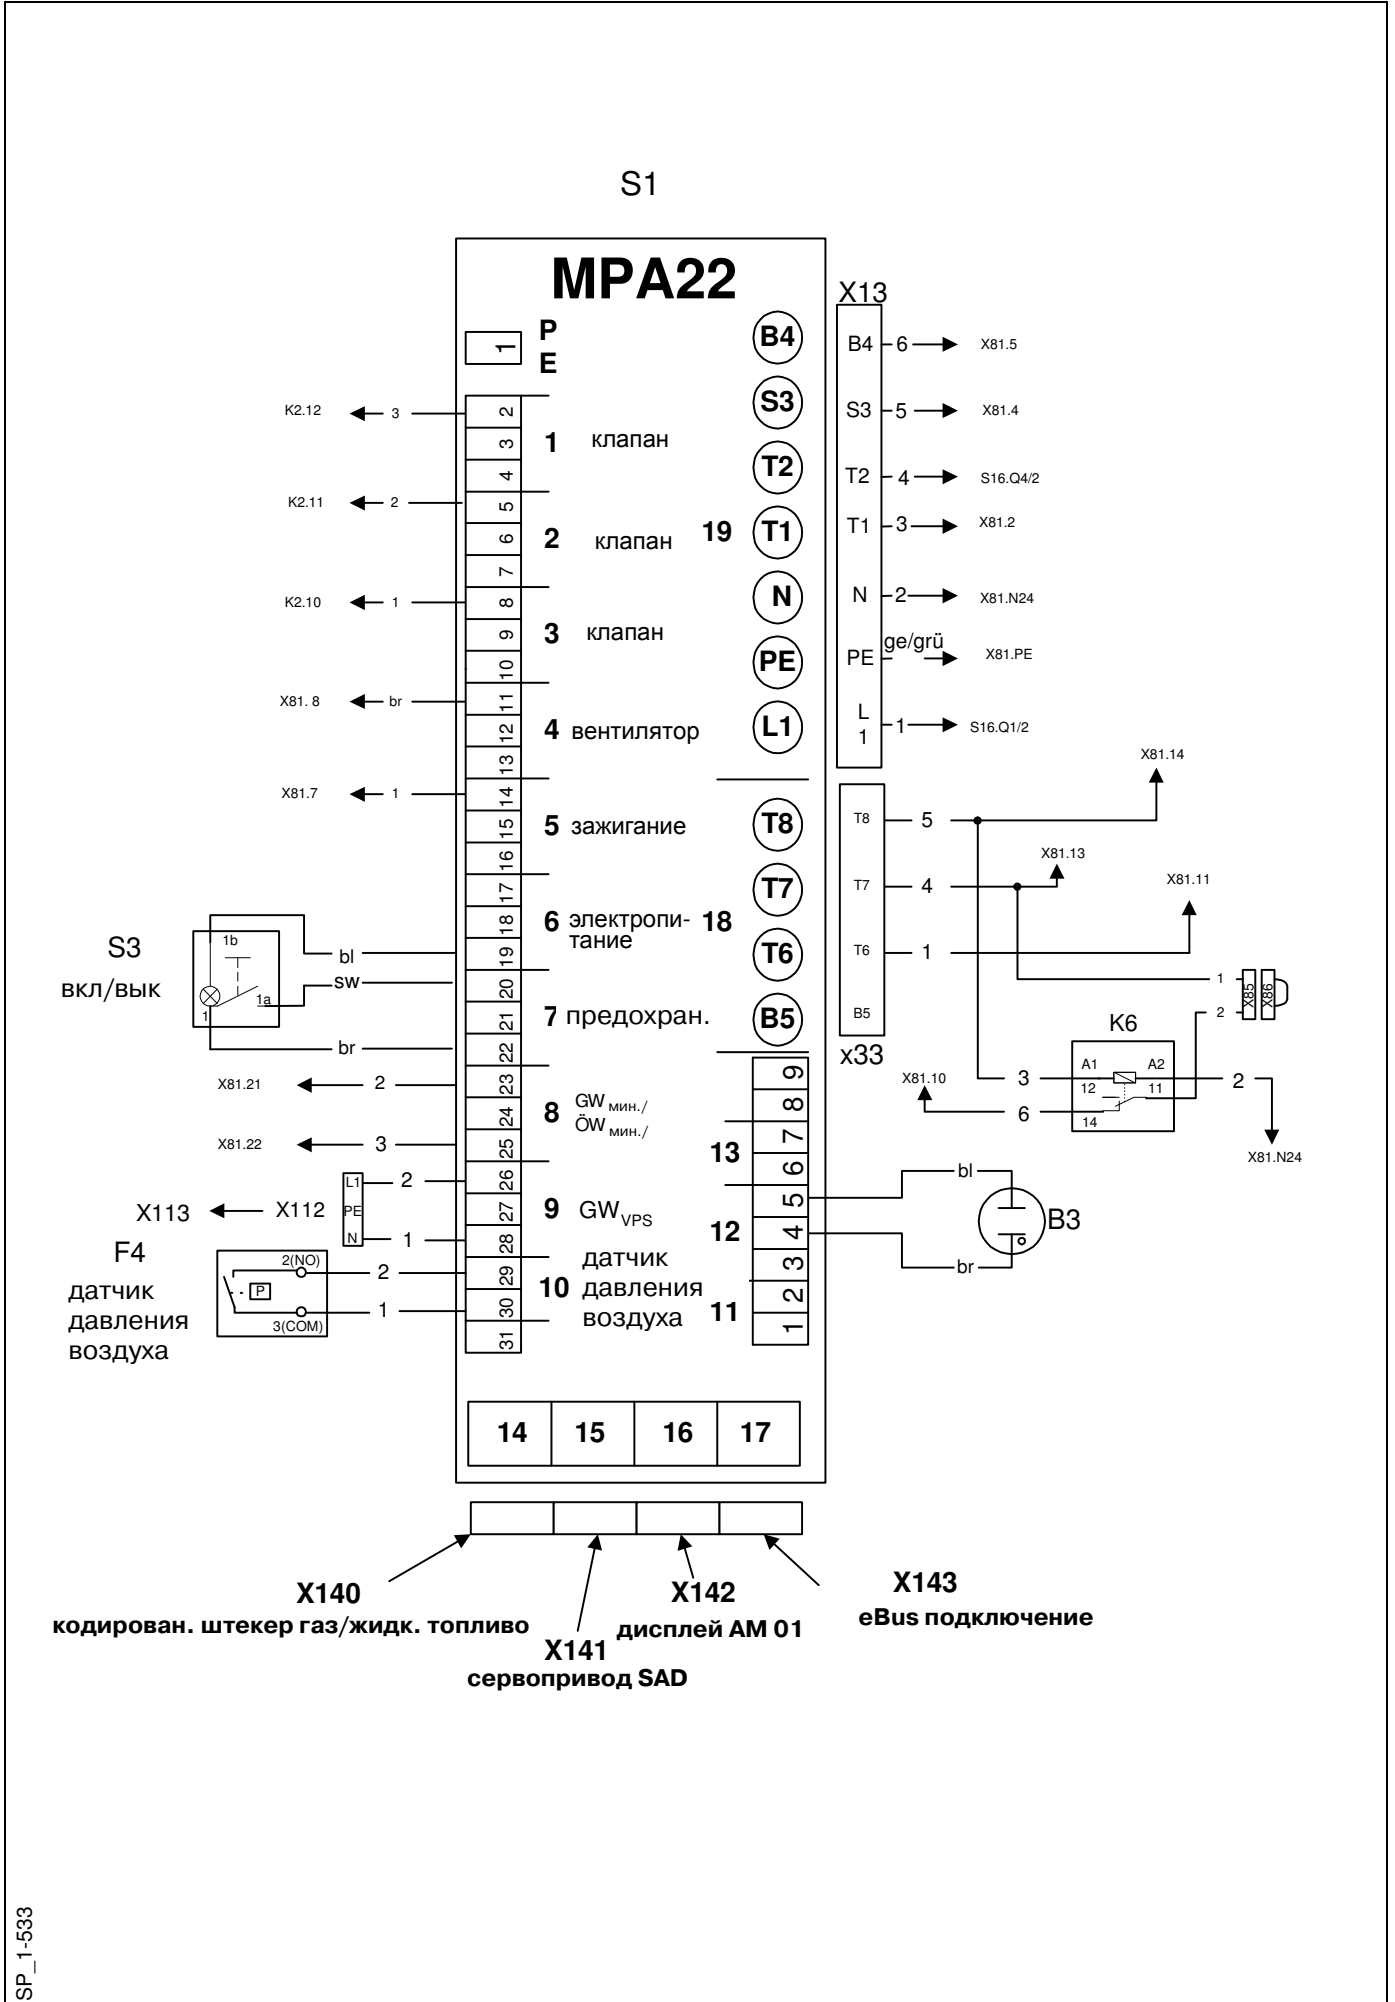 S1
MPA22
P
E
1
2
3
4
5
6
7
8
9
10
11
12
13
14
15
16
17
18
19
20
21
22
23
24
25
26
27
28
29
30
31
1 клапан
2 клапан
3 клапан
4 вентилятор
5 зажигание
6 электропи-
тание
7 предохран.
8 GW мин./
ÖW мин./
9 GW VPS
10 датчик
давления
воздуха
K2.12 3
K2.11 2
K2.10 1
X81. 8 br
X81.7 1
S3
вкл/вык
1b
1a
1
bl
sw
br
X81.21 2
X81.22 3
X113 X112
L1
PE
N
2
1
F4
датчик
давления
воздуха
2(NO)
P
3(COM)
2
1
19
B4
S3
T2
T1
N
PE
L1
18
T8
T7
T6
B5
13
12
11
9
8
7
6
5
4
3
2
1
X13
B4 6 X81.5
S3 5 X81.4
T2 4 S16.Q4/2
T1 3 X81.2
N 2 X81.N24
PE ge/grü X81.PE
L
1
1 S16.Q1/2
T8 5 X81.14
T7 4 X81.13
T6 1 X81.11
B5
x33
1
2
X85
X86
K6
A1 A2
12 11
14
3
6
2
X81.10
X81.N24
bl
br
B3
14 15 16 17
X140
кодирован. штекер газ/жидк. топливо
X141
сервопривод SAD
X142
дисплей AM 01
X143
eBus подключение
SP_1-533